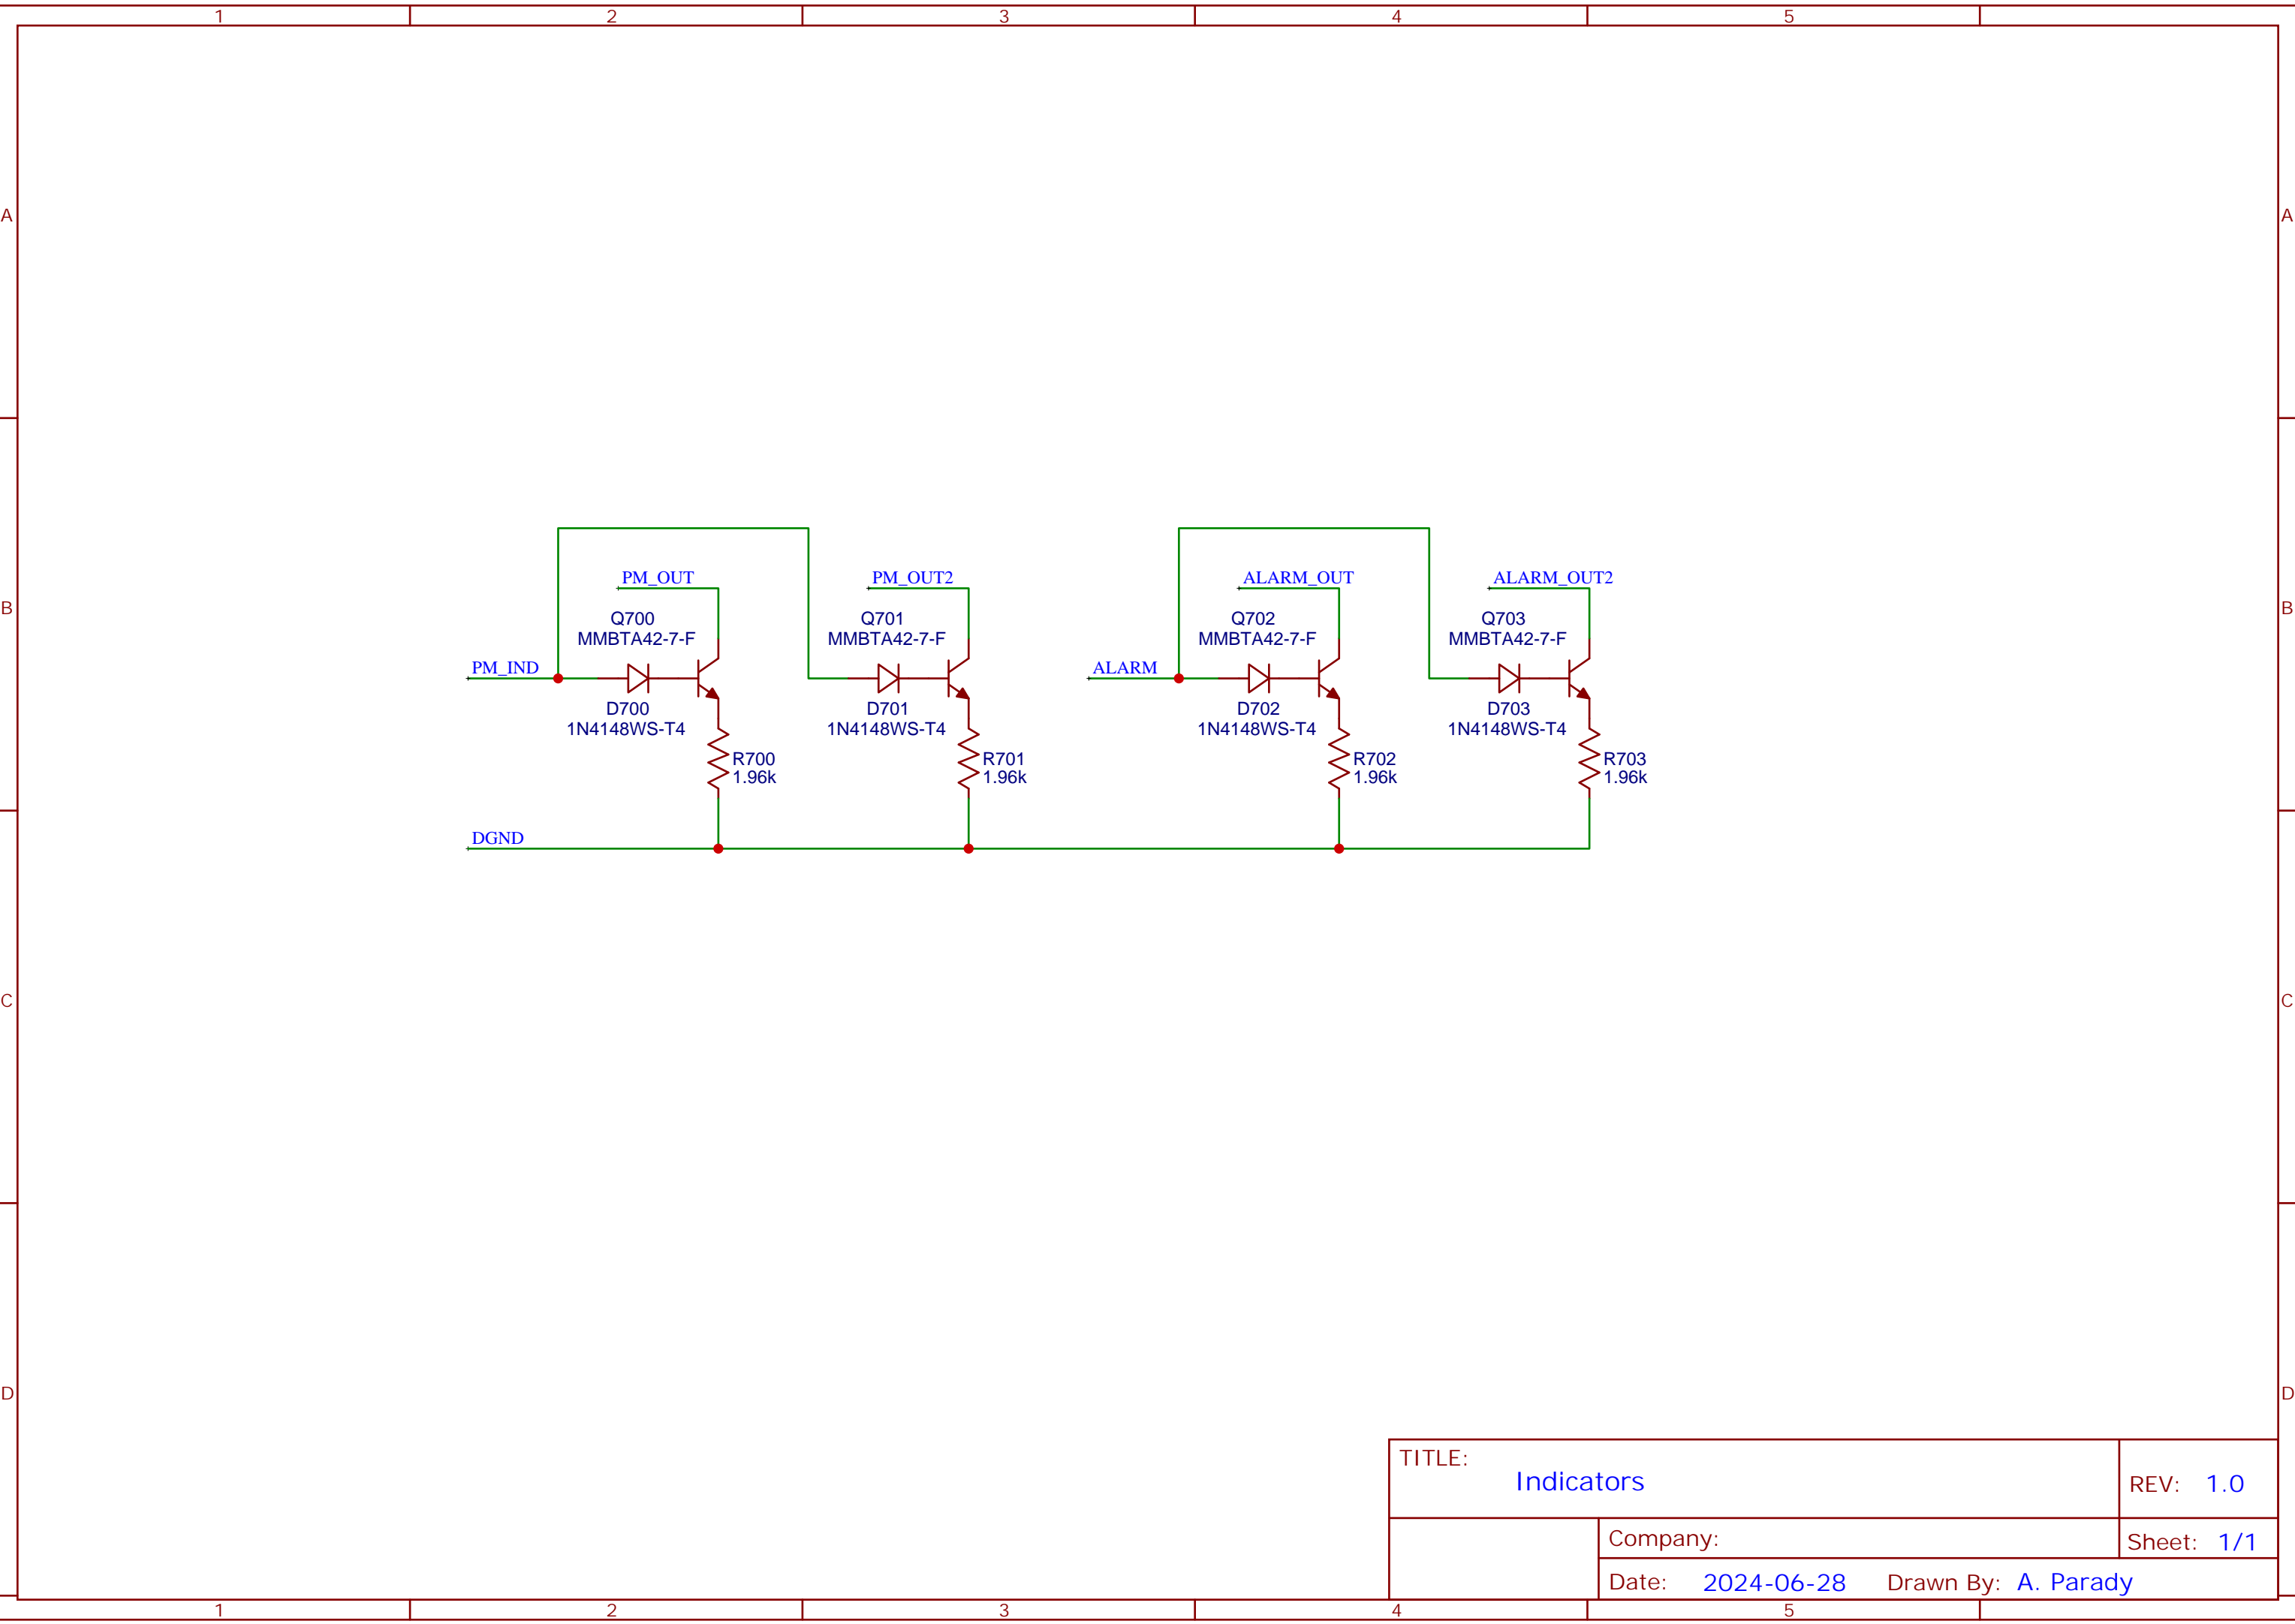 1 2 3 4 5
A A
PM_OUT PM_OUT2 ALARM_OUT ALARM_OUT2
B B
Q700 Q701 Q702 Q703
MMBTA42-7-F MMBTA42-7-F MMBTA42-7-F MMBTA42-7-F
PM_IND ALARM
D700 D701 D702 D703
1N4148WS-T4 1N4148WS-T4 1N4148WS-T4 1N4148WS-T4
R700 R701 R702 R703
1.96k 1.96k 1.96k 1.96k
DGND
C C
D D
TITLE:
Indicators
REV: 1.0
Company:
Sheet: 1/1
Date: 2024-06-28 Drawn By: A. Parady
1 2 3 4 5